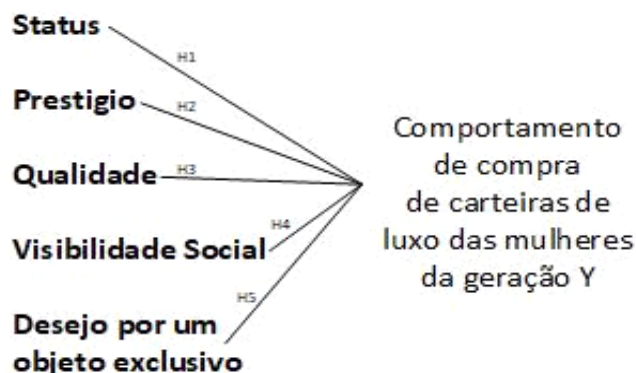 Status
H1
Prestigio
H2
Qualidade
H3
Visibilidade Social
H4
Desejo por um
objeto exclusivo
H5
Comportamento
de compra
de carteiras de
luxo das mulheres
da geração Y